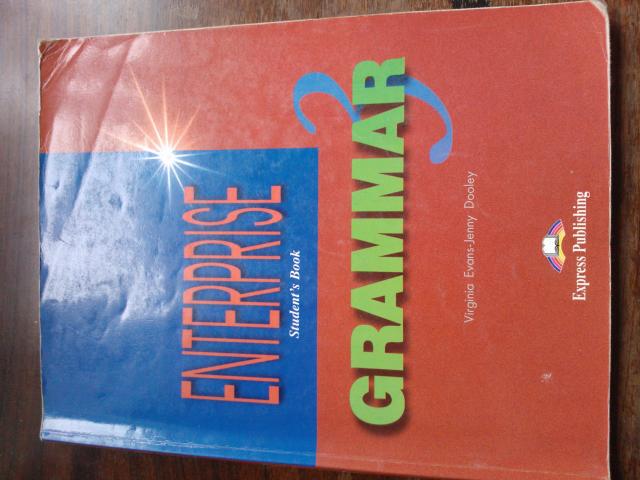 ENTERPRISE
Student's Book
3
GRAMMAR
Virginia Evans-Jenny Dooley
Express Publishing